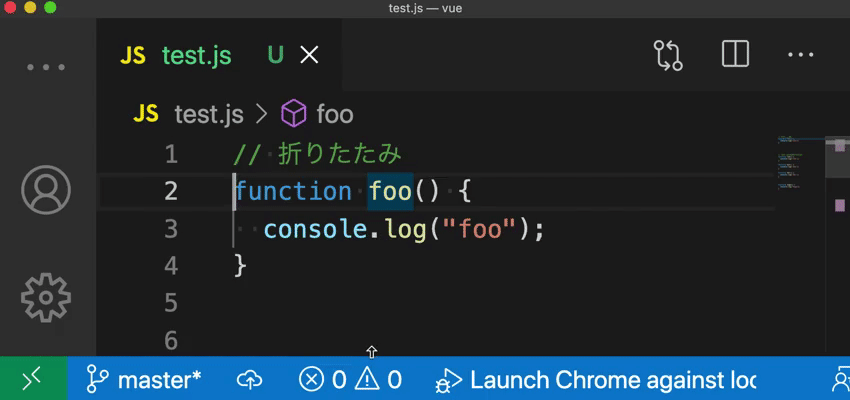 test.js — vue
JS test.js U
JS test.js > foo
1 // 折りたたみ
2 function foo() {
3 console.log("foo");
4 }
5
6
master* 0 0 Launch Chrome against loc